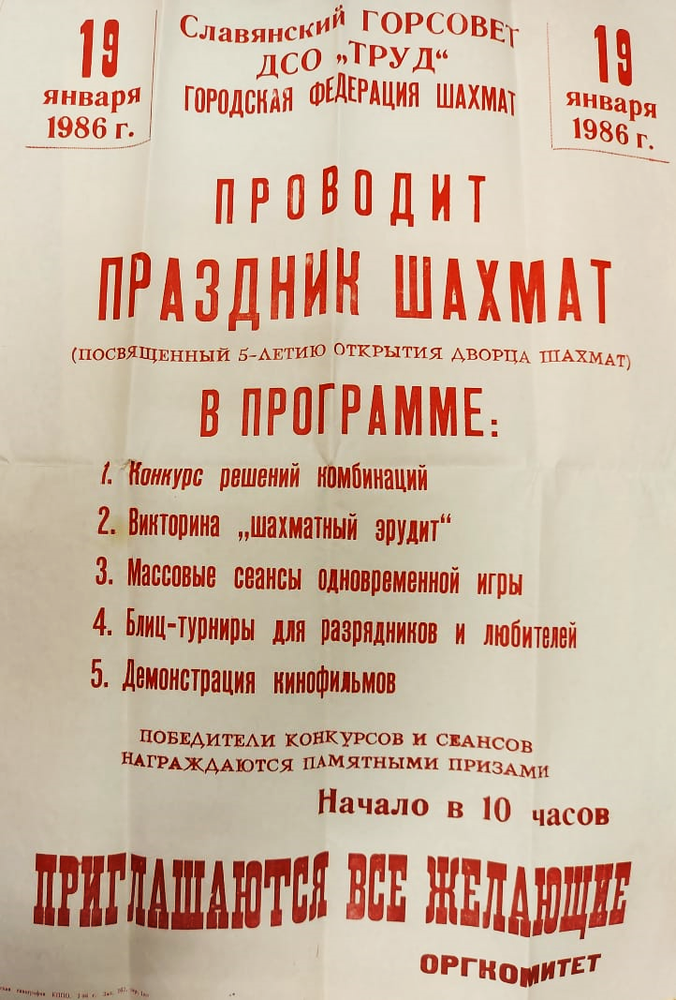 19
января
1986 г.
Славянский ГОРСОВЕТ
ДСО „ТРУД“
ГОРОДСКАЯ ФЕДЕРАЦИЯ ШАХМАТ
19
января
1986 г.
ПРОВОДИТ
ПРАЗДНИК ШАХМАТ
(ПОСВЯЩЕННЫЙ 5-ЛЕТИЮ ОТКРЫТИЯ ДВОРЦА ШАХМАТ)
В ПРОГРАММЕ:
1. Конкурс решений комбинаций
2. Викторина „шахматный эрудит“
3. Массовые сеансы одновременной игры
4. Блиц-турниры для разрядников и любителей
5. Демонстрация кинофильмов
ПОБЕДИТЕЛИ КОНКУРСОВ И СЕАНСОВ
НАГРАЖДАЮТСЯ ПАМЯТНЫМИ ПРИЗАМИ
Начало в 10 часов
ПРИГЛАШАЮТСЯ ВСЕ ЖЕЛАЮЩИЕ
ОРГКОМИТЕТ